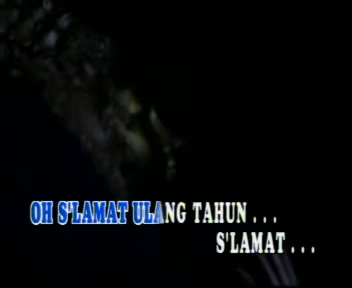 OH S'LAMAT ULANG TAHUN . . .
S'LAMAT . . .